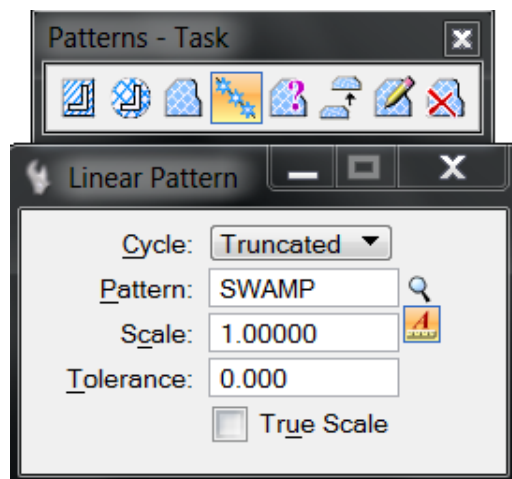 Patterns - Task
Linear Pattern
Cycle: Truncated
Pattern: SWAMP
Scale: 1.00000
Tolerance: 0.000
True Scale